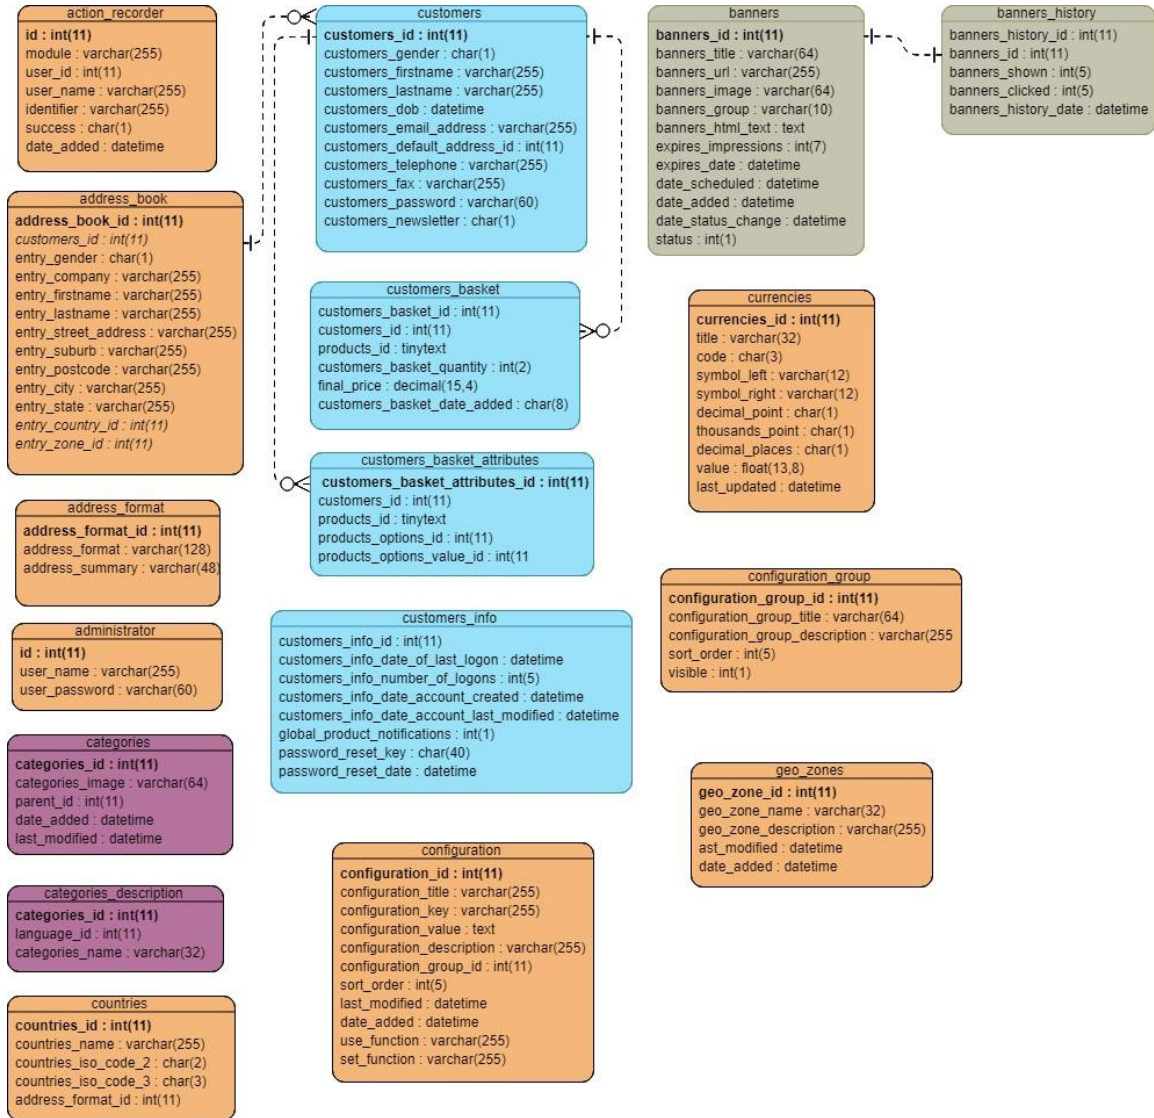 action_recorder
id : int(11)
module : varchar(255)
user_id : int(11)
user_name : varchar(255)
identifier : varchar(255)
success : char(1)
date_added : datetime
customers
customers_id : int(11)
customers_gender : char(1)
customers_firstname : varchar(255)
customers_lastname : varchar(255)
customers_dob : datetime
customers_email_address : varchar(255)
customers_default_address_id : int(11)
customers_telephone : varchar(255)
customers_fax : varchar(255)
customers_password : varchar(60)
customers_newsletter : char(1)
banners
banners_id : int(11)
banners_title : varchar(64)
banners_url : varchar(255)
banners_image : varchar(64)
banners_group : varchar(10)
banners_html_text : text
expires_impressions : int(7)
expires_date : datetime
date_scheduled : datetime
date_added : datetime
date_status_change : datetime
status : int(1)
banners_history
banners_history_id : int(11)
banners_id : int(11)
banners_shown : int(5)
banners_clicked : int(5)
banners_history_date : datetime
address_book
address_book_id : int(11)
customers_id : int(11)
entry_gender : char(1)
entry_company : varchar(255)
entry_firstname : varchar(255)
entry_lastname : varchar(255)
entry_street_address : varchar(255)
entry_suburb : varchar(255)
entry_postcode : varchar(255)
entry_city : varchar(255)
entry_state : varchar(255)
entry_country_id : int(11)
entry_zone_id : int(11)
customers_basket
customers_basket_id : int(11)
customers_id : int(11)
products_id : tinytext
customers_basket_quantity : int(2)
final_price : decimal(15,4)
customers_basket_date_added : char(8)
currencies
currencies_id : int(11)
title : varchar(32)
code : char(3)
symbol_left : varchar(12)
symbol_right : varchar(12)
decimal_point : char(1)
thousands_point : char(1)
decimal_places : char(1)
value : float(13,8)
last_updated : datetime
customers_basket_attributes
customers_basket_attributes_id : int(11)
customers_id : int(11)
products_id : tinytext
products_options_id : int(11)
products_options_value_id : int(11
address_format
address_format_id : int(11)
address_format : varchar(128)
address_summary : varchar(48)
configuration_group
configuration_group_id : int(11)
configuration_group_title : varchar(64)
configuration_group_description : varchar(255
sort_order : int(5)
visible : int(1)
administrator
id : int(11)
user_name : varchar(255)
user_password : varchar(60)
customers_info
customers_info_id : int(11)
customers_info_date_of_last_logon : datetime
customers_info_number_of_logons : int(5)
customers_info_date_account_created : datetime
customers_info_date_account_last_modified : datetime
global_product_notifications : int(1)
password_reset_key : char(40)
password_reset_date : datetime
categories
categories_id : int(11)
categories_image : varchar(64)
parent_id : int(11)
date_added : datetime
last_modified : datetime
geo_zones
geo_zone_id : int(11)
geo_zone_name : varchar(32)
geo_zone_description : varchar(255)
ast_modified : datetime
date_added : datetime
categories_description
categories_id : int(11)
language_id : int(11)
categories_name : varchar(32)
configuration
configuration_id : int(11)
configuration_title : varchar(255)
configuration_key : varchar(255)
configuration_value : text
configuration_description : varchar(255)
configuration_group_id : int(11)
sort_order : int(5)
last_modified : datetime
date_added : datetime
use_function : varchar(255)
set_function : varchar(255)
countries
countries_id : int(11)
countries_name : varchar(255)
countries_iso_code_2 : char(2)
countries_iso_code_3 : char(3)
address_format_id : int(11)